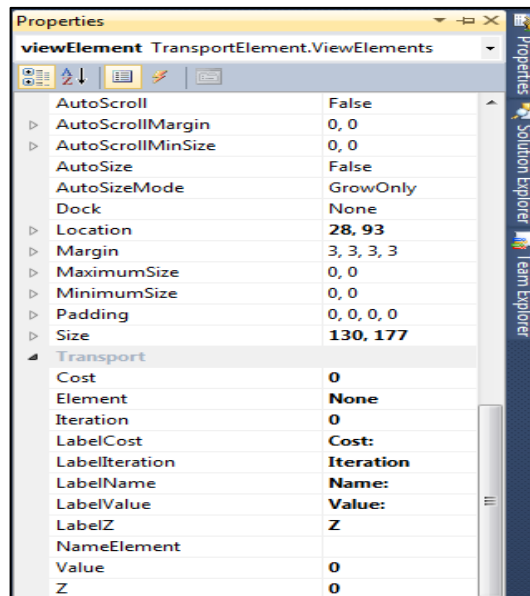 Properties
viewElement TransportElement.ViewElements
AutoScroll False
AutoScrollMargin 0, 0
AutoScrollMinSize 0, 0
AutoSize False
AutoSizeMode GrowOnly
Dock None
Location 28, 93
Margin 3, 3, 3, 3
MaximumSize 0, 0
MinimumSize 0, 0
Padding 0, 0, 0, 0
Size 130, 177
Transport
Cost 0
Element None
Iteration 0
LabelCost Cost:
LabelIteration Iteration
LabelName Name:
LabelValue Value:
LabelZ Z
NameElement
Value 0
Z 0
Properties
Solution Explorer
Team Explorer